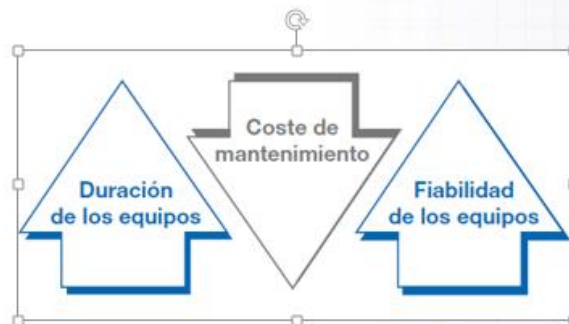 Duración
de los equipos
Coste de
mantenimiento
Fiabilidad
de los equipos